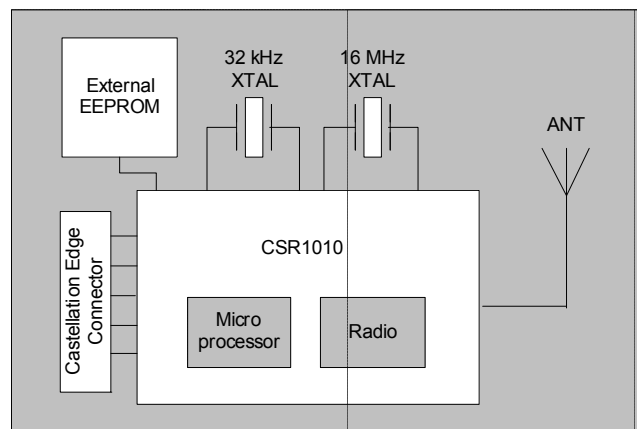 External
EEPROM
32 kHz
XTAL
16 MHz
XTAL
ANT
CSR1010
Castellation Edge
Connector
Micro
processor
Radio